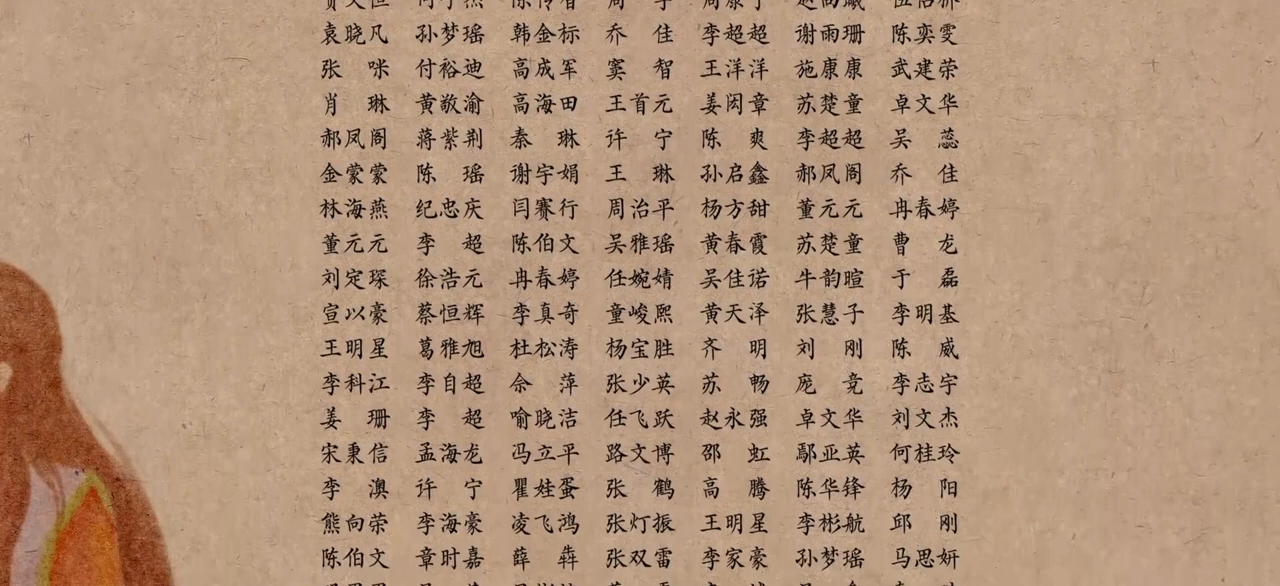 袁晓凡 孙梦瑶 韩金标 乔佳 李超超 谢雨珊 陈奕雯
张咪 付裕迪 高成军 窦智 王洋洋 施康康 武建荣
肖琳 黄敬渝 高海田 王首元 姜闵章 苏楚童 卓文华
郝凤阁 蒋紫荆 秦琳 许宁 陈爽 李超超 吴蕊
金蒙蒙 陈瑶 谢宇娟 王琳 孙启鑫 郝凤阁 乔佳
林海燕 纪忠庆 闫赛行 周治平 杨方甜 董元元 冉春婷
董元元 李超 陈伯文 吴雅瑶 黄春霞 苏楚童 曹龙
刘定琛 徐浩元 冉春婷 任婉婧 吴佳诺 牛韵暄 于磊
宣以豪 蔡恒辉 李真奇 童峻熙 黄天泽 张慧子 李明基
王明星 葛雅旭 杜松涛 杨宝胜 齐明 刘刚 陈威
李科江 李自超 佘萍 张少英 苏畅 庞竞 李志宇
姜珊 李超 喻晓洁 任飞跃 赵永强 卓文华 刘文杰
宋秉信 孟海龙 冯立平 路文博 邵虹 鄢亚英 何桂玲
李澳 许宁 瞿娃蛋 张鹤 高腾 陈华锋 杨阳
熊向荣 李海豪 凌飞鸿 张灯振 王明星 李彬航 邱刚
陈伯文 章时嘉 薛犇 张双雷 李家豪 孙梦瑶 马思妍